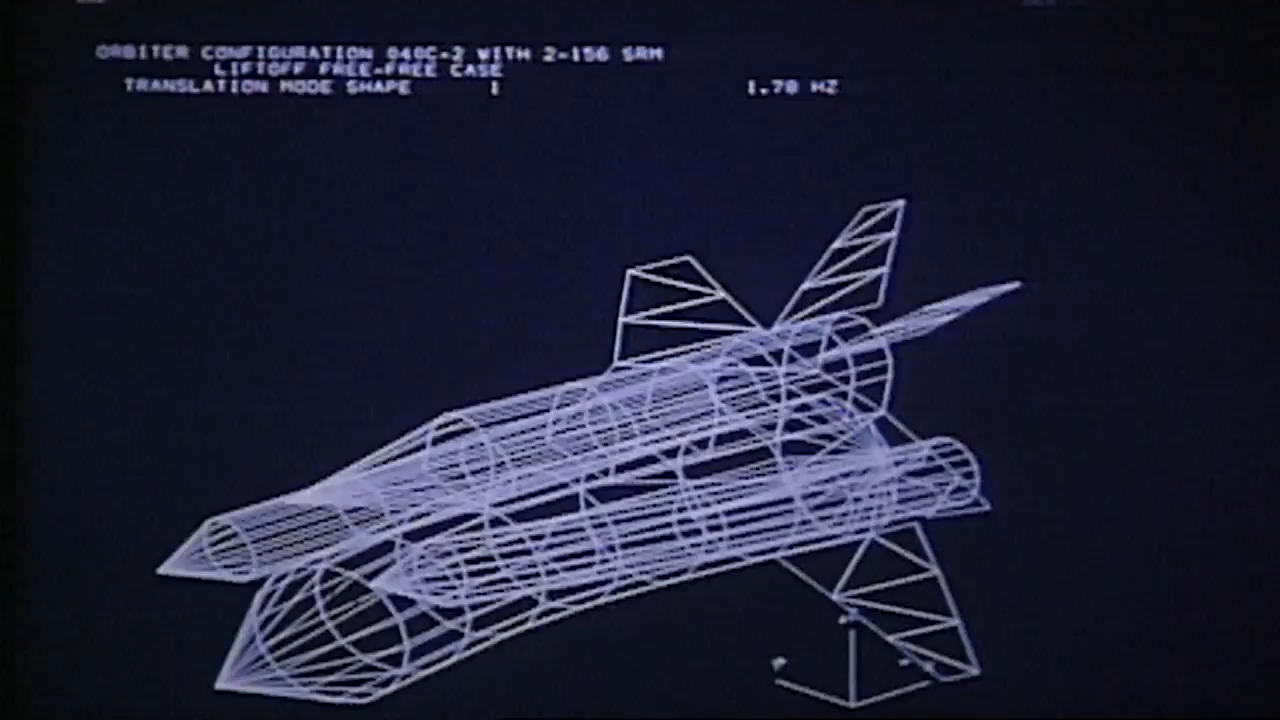 ORBITER CONFIGURATION 040C-2 WITH 2-156 SRM
LIFTOFF FREE-FREE CASE
TRANSLATION MODE SHAPE 1 1.78 HZ